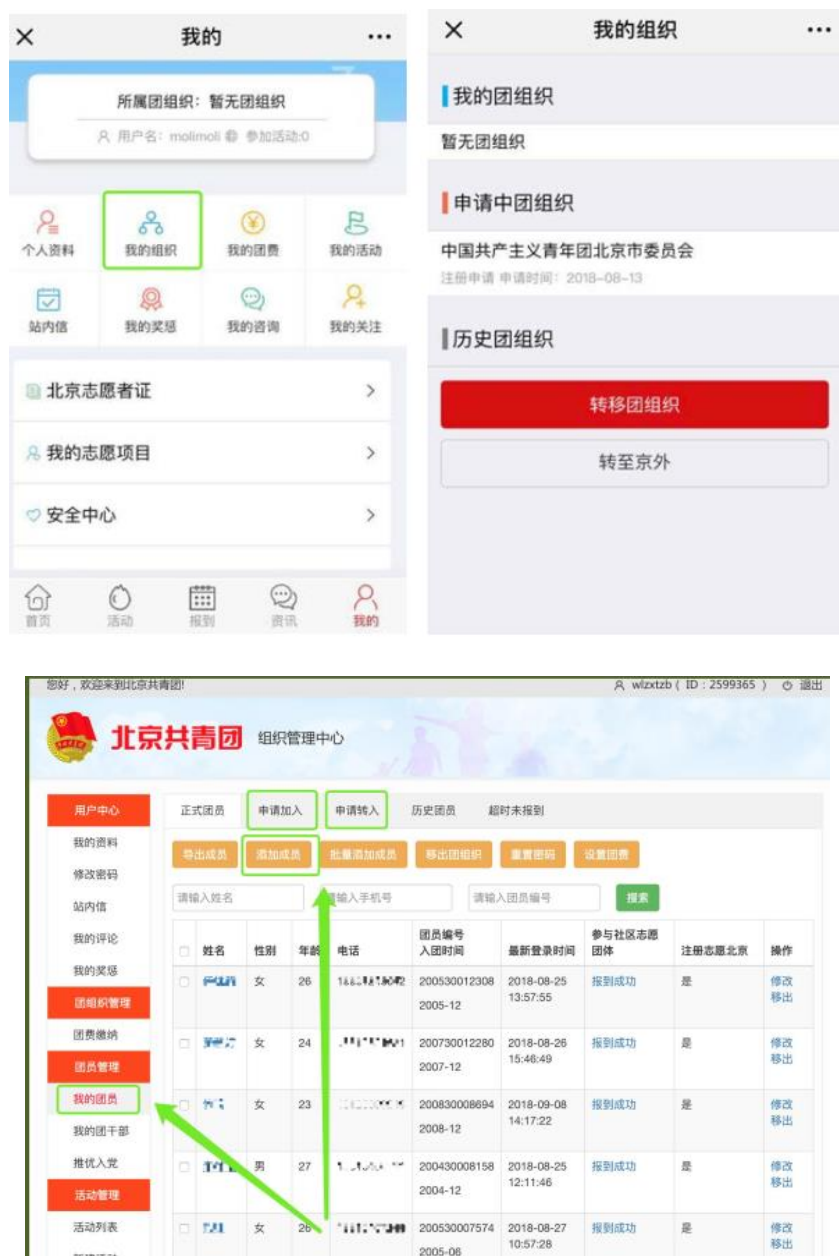 我的
所属团组织：暂无团组织
用户名：molimoli 参加活动:0
个人资料 我的组织 我的团费 我的活动
站内信 我的奖惩 我的咨询 我的关注
北京志愿者证
我的志愿项目
安全中心
首页 活动 报到 资讯 我的
我的组织
我的团组织
暂无团组织
申请中团组织
中国共产主义青年团北京市委员会
注册申请 申请时间：2018-08-13
历史团组织
转移团组织
转至京外
您好，欢迎来到北京共青团! wlzxtzb ( ID : 2599365 ) 退出
北京共青团 组织管理中心
用户中心
我的资料
修改密码
站内信
我的评论
我的奖惩
团组织管理
团费缴纳
团员管理
我的团员
我的团干部
推优入党
活动管理
活动列表
正式团员 申请加入 申请转入 历史团员 超时未报到
导出成员 添加成员 批量添加成员 移出团组织 重置密码 设置团费
请输入姓名 请输入手机号 请输入团员编号 搜索
姓名 性别 年龄 电话 团员编号 入团时间 最新登录时间 参与社区志愿团体 注册志愿北京 操作
女 26 200530012308 2005-12 2018-08-25 13:57:55 报到成功 是 修改 移出
女 24 200730012280 2007-12 2018-08-26 15:46:49 报到成功 是 修改 移出
女 23 200830008694 2008-12 2018-09-08 14:17:22 报到成功 是 修改 移出
男 27 200430008158 2004-12 2018-08-25 12:11:46 报到成功 是 修改 移出
女 26 200530007574 2005-06 2018-08-27 10:57:28 报到成功 是 修改 移出